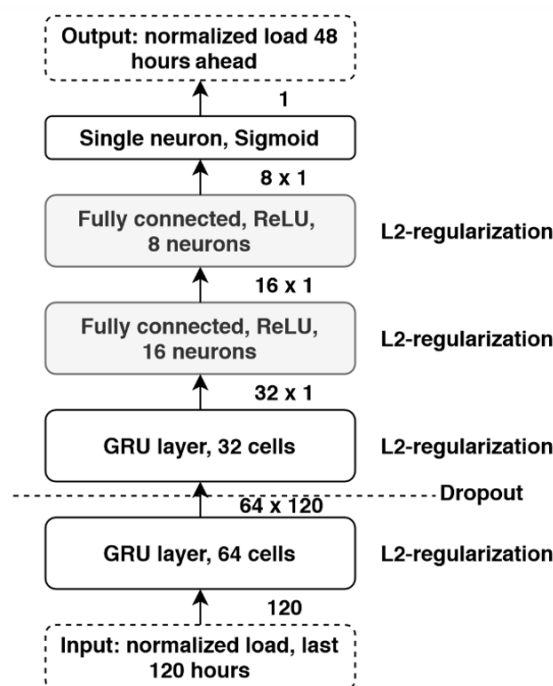 Output: normalized load 48
hours ahead
1
Single neuron, Sigmoid
8 x 1
Fully connected, ReLU,
8 neurons
L2-regularization
16 x 1
Fully connected, ReLU,
16 neurons
L2-regularization
32 x 1
GRU layer, 32 cells
L2-regularization
Dropout
64 x 120
GRU layer, 64 cells
L2-regularization
120
Input: normalized load, last
120 hours